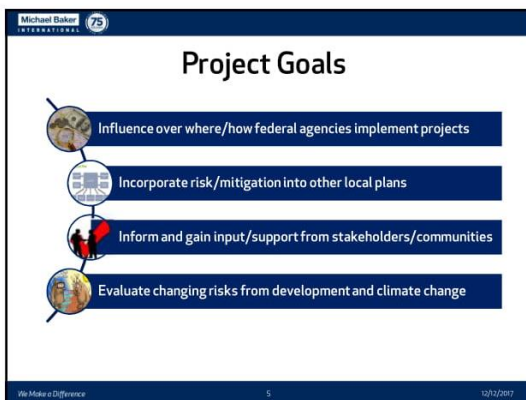 Michael Baker
INTERNATIONAL
75
Project Goals
Influence over where/how federal agencies implement projects
Incorporate risk/mitigation into other local plans
Inform and gain input/support from stakeholders/communities
Evaluate changing risks from development and climate change
We Make a Difference
5
12/12/2017